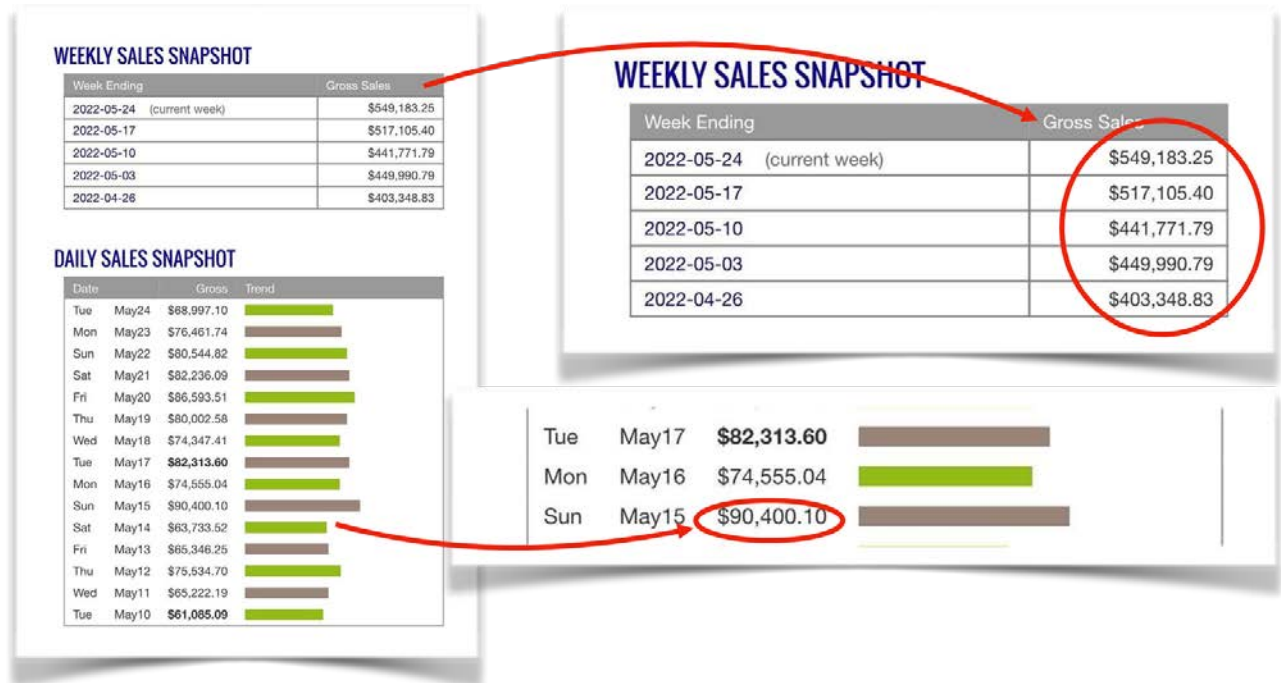 WEEKLY SALES SNAPSHOT
Week Ending Gross Sales
2022-05-24 (current week) $549,183.25
2022-05-17 $517,105.40
2022-05-10 $441,771.79
2022-05-03 $449,990.79
2022-04-26 $403,348.83
DAILY SALES SNAPSHOT
Date Gross Trend
Tue May24 $68,997.10
Mon May23 $76,461.74
Sun May22 $80,544.82
Sat May21 $82,236.09
Fri May20 $86,593.51
Thu May19 $80,002.58
Wed May18 $74,347.41
Tue May17 $82,313.60
Mon May16 $74,555.04
Sun May15 $90,400.10
Sat May14 $63,733.52
Fri May13 $65,346.25
Thu May12 $75,534.70
Wed May11 $65,222.19
Tue May10 $61,085.09
WEEKLY SALES SNAPSHOT
Week Ending Gross Sales
2022-05-24 (current week) $549,183.25
2022-05-17 $517,105.40
2022-05-10 $441,771.79
2022-05-03 $449,990.79
2022-04-26 $403,348.83
Tue May17 $82,313.60
Mon May16 $74,555.04
Sun May15 $90,400.10